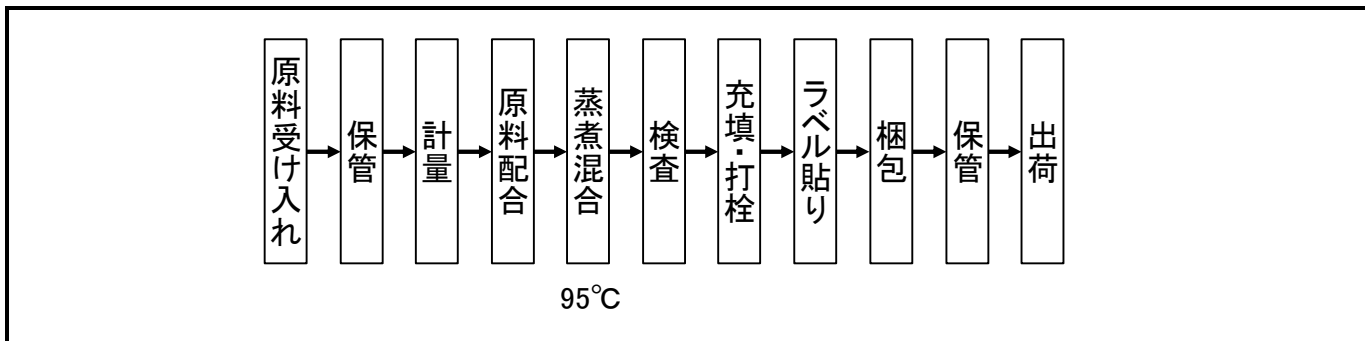 原料受け入れ
保管
計量
原料配合
蒸煮混合
検査
充填・打栓
ラベル貼り
梱包
保管
出荷
95℃